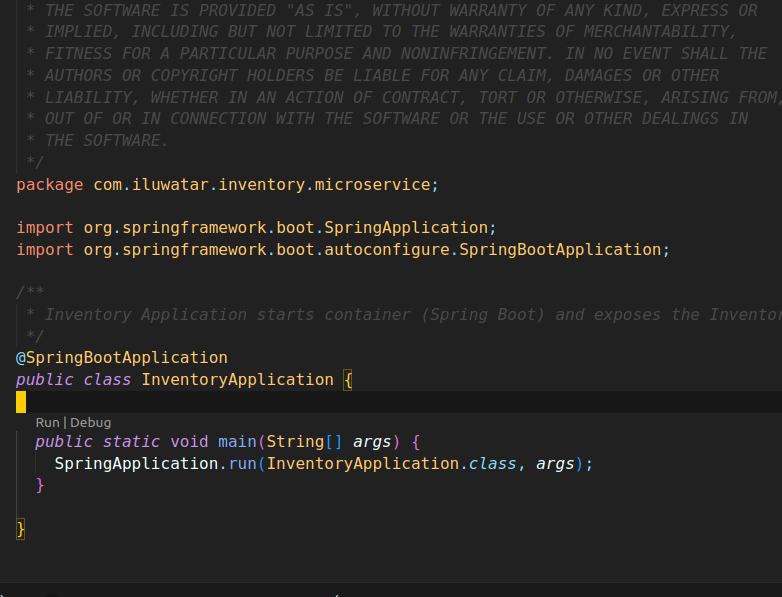 * THE SOFTWARE IS PROVIDED "AS IS", WITHOUT WARRANTY OF ANY KIND, EXPRESS OR
* IMPLIED, INCLUDING BUT NOT LIMITED TO THE WARRANTIES OF MERCHANTABILITY,
* FITNESS FOR A PARTICULAR PURPOSE AND NONINFRINGEMENT. IN NO EVENT SHALL THE
* AUTHORS OR COPYRIGHT HOLDERS BE LIABLE FOR ANY CLAIM, DAMAGES OR OTHER
* LIABILITY, WHETHER IN AN ACTION OF CONTRACT, TORT OR OTHERWISE, ARISING FROM,
* OUT OF OR IN CONNECTION WITH THE SOFTWARE OR THE USE OR OTHER DEALINGS IN
* THE SOFTWARE.
*/
package com.iluwatar.inventory.microservice;
import org.springframework.boot.SpringApplication;
import org.springframework.boot.autoconfigure.SpringBootApplication;
/**
* Inventory Application starts container (Spring Boot) and exposes the Inventor
*/
@SpringBootApplication
public class InventoryApplication {
Run | Debug
public static void main(String[] args) {
SpringApplication.run(InventoryApplication.class, args);
}
}